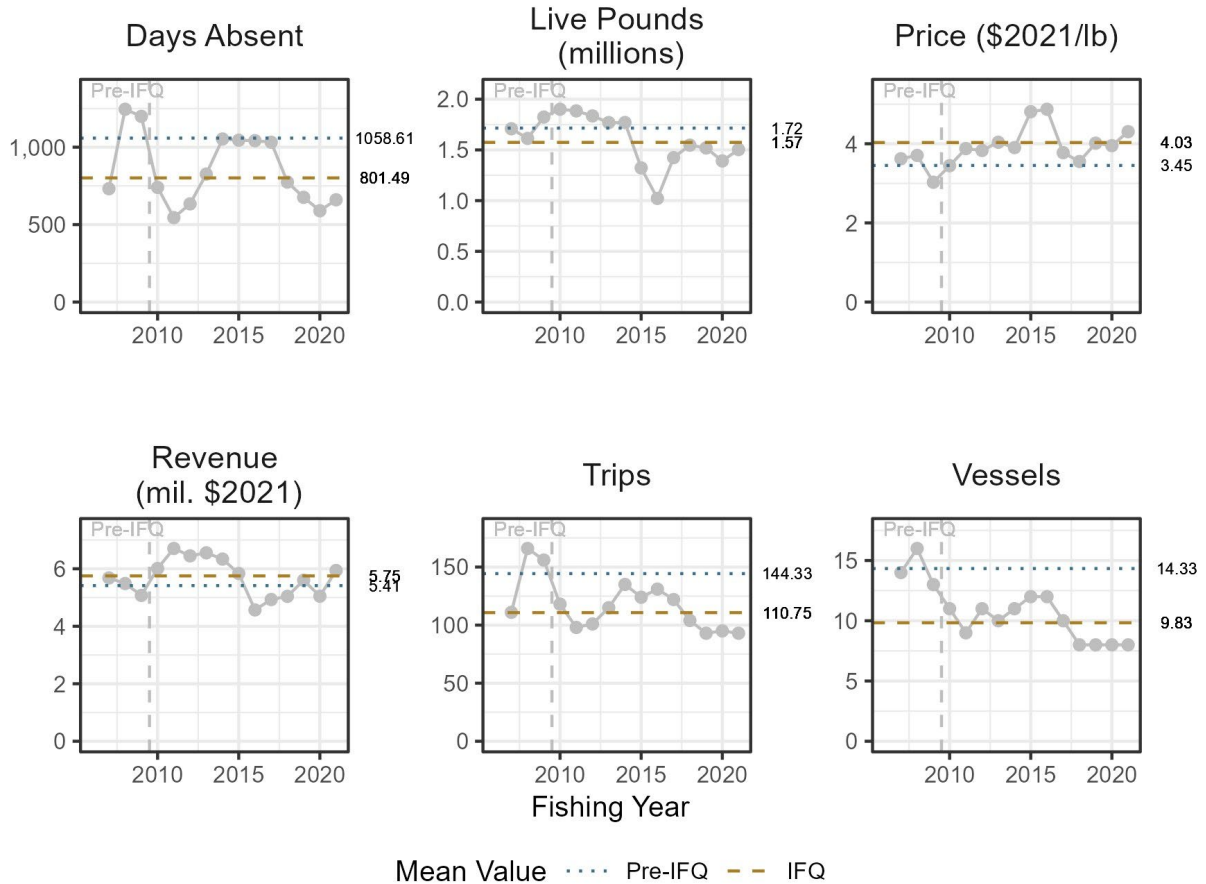 Days Absent
Pre-IFQ
1,000
500
0
2010 2015 2020
1058.61
801.49
Live Pounds
(millions)
Pre-IFQ
2.0
1.5
1.0
0.5
0.0
2010 2015 2020
1.72
1.57
Price ($2021/lb)
Pre-IFQ
4
2
0
2010 2015 2020
4.03
3.45
Revenue
(mil. $2021)
Pre-IFQ
6
4
2
0
2010 2015 2020
5.75
5.41
Trips
Pre-IFQ
150
100
50
0
2010 2015 2020
144.33
110.75
Vessels
Pre-IFQ
15
10
5
0
2010 2015 2020
14.33
9.83
Fishing Year
Mean Value Pre-IFQ IFQ